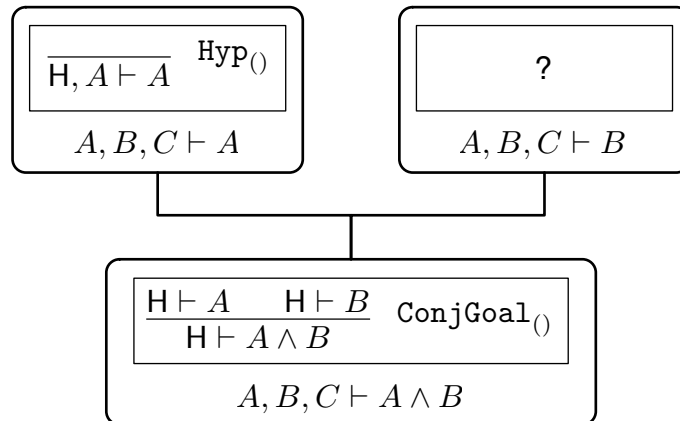 H, A ⊢ A Hyp()
A, B, C ⊢ A
?
A, B, C ⊢ B
H ⊢ A H ⊢ B
H ⊢ A ∧ B ConjGoal()
A, B, C ⊢ A ∧ B